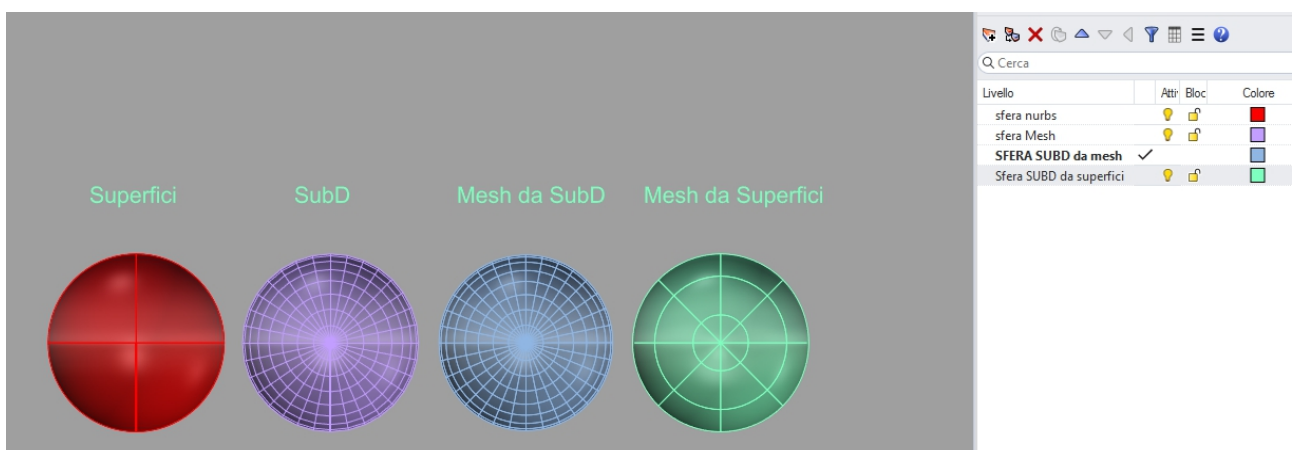 Cerca
Livello Atti Bloc Colore
sfera nurbs
sfera Mesh
SFERA SUBD da mesh
Sfera SUBD da superfici
Superfici SubD Mesh da SubD Mesh da Superfici